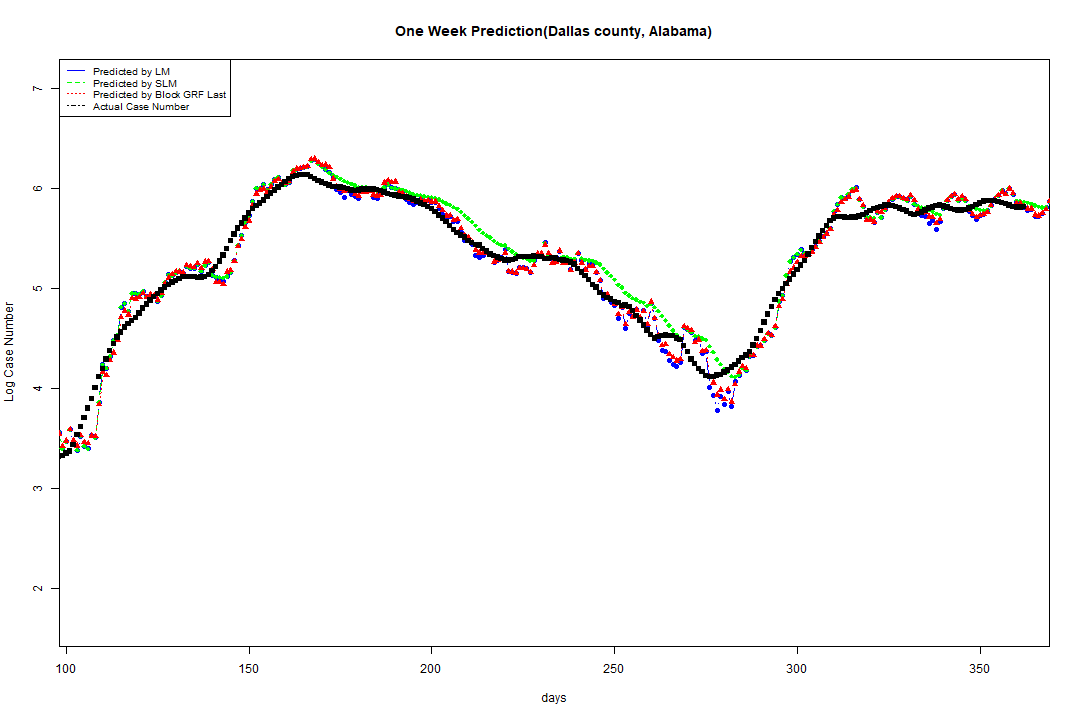 One Week Prediction(Dallas county, Alabama)
Predicted by LM
Predicted by SLM
Predicted by Block GRF Last
Actual Case Number
7
6
5
4
3
2
Log Case Number
100 150 200 250 300 350
days